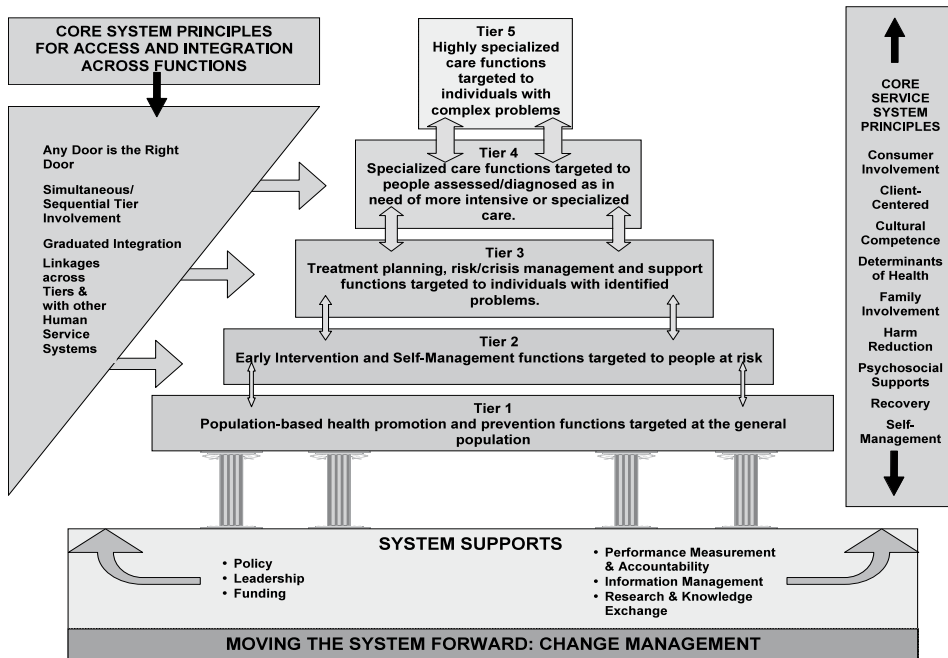 CORE SYSTEM PRINCIPLES
FOR ACCESS AND INTEGRATION
ACROSS FUNCTIONS
Any Door is the Right
Door
Simultaneous/
Sequential Tier
Involvement
Graduated Integration
Linkages
across
Tiers &
with other
Human
Service
Systems
Tier 5
Highly specialized
care functions
targeted to
individuals with
complex problems
Tier 4
Specialized care functions targeted to
people assessed/diagnosed as in
need of more intensive or specialized
care.
Tier 3
Treatment planning, risk/crisis management and support
functions targeted to individuals with identified
problems.
Tier 2
Early Intervention and Self-Management functions targeted to people at risk
Tier 1
Population-based health promotion and prevention functions targeted at the general
population
CORE
SERVICE
SYSTEM
PRINCIPLES
Consumer
Involvement
Client-
Centered
Cultural
Competence
Determinants
of Health
Family
Involvement
Harm
Reduction
Psychosocial
Supports
Recovery
Self-
Management
SYSTEM SUPPORTS
• Policy
• Leadership
• Funding
• Performance Measurement
& Accountability
• Information Management
• Research & Knowledge
Exchange
MOVING THE SYSTEM FORWARD: CHANGE MANAGEMENT